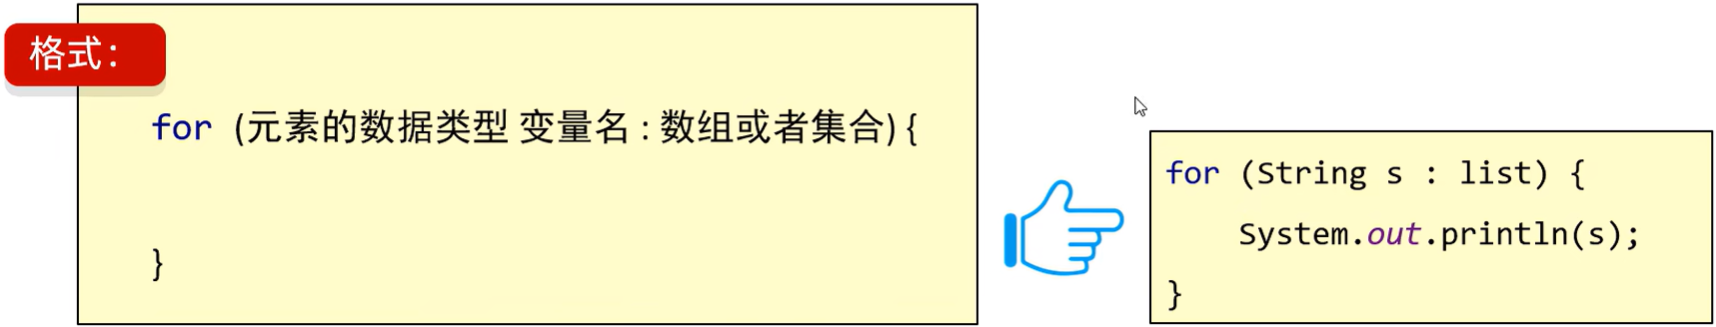 格式：
for (元素的数据类型 变量名 : 数组或者集合) {
}
for (String s : list) {
System.out.println(s);
}